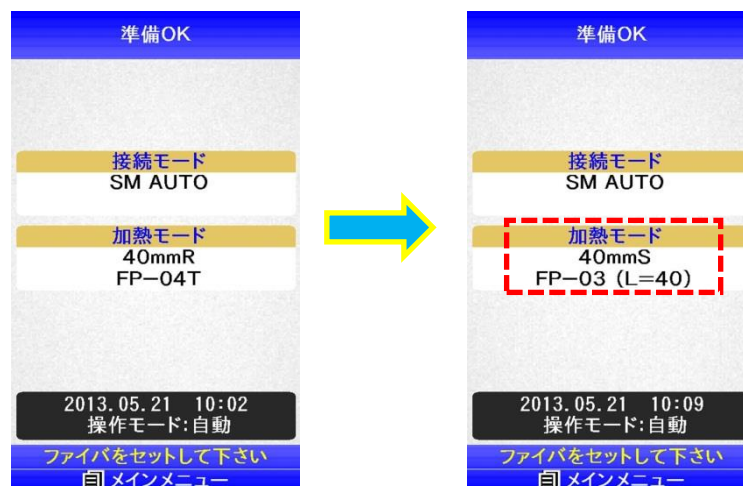 準備OK
接続モード
SM AUTO
加熱モード
40mmR
FP-04T
2013.05.21 10:02
操作モード:自動
ファイバをセットして下さい
メインメニュー
準備OK
接続モード
SM AUTO
加熱モード
40mmS
FP-03 (L=40)
2013.05.21 10:09
操作モード:自動
ファイバをセットして下さい
メインメニュー